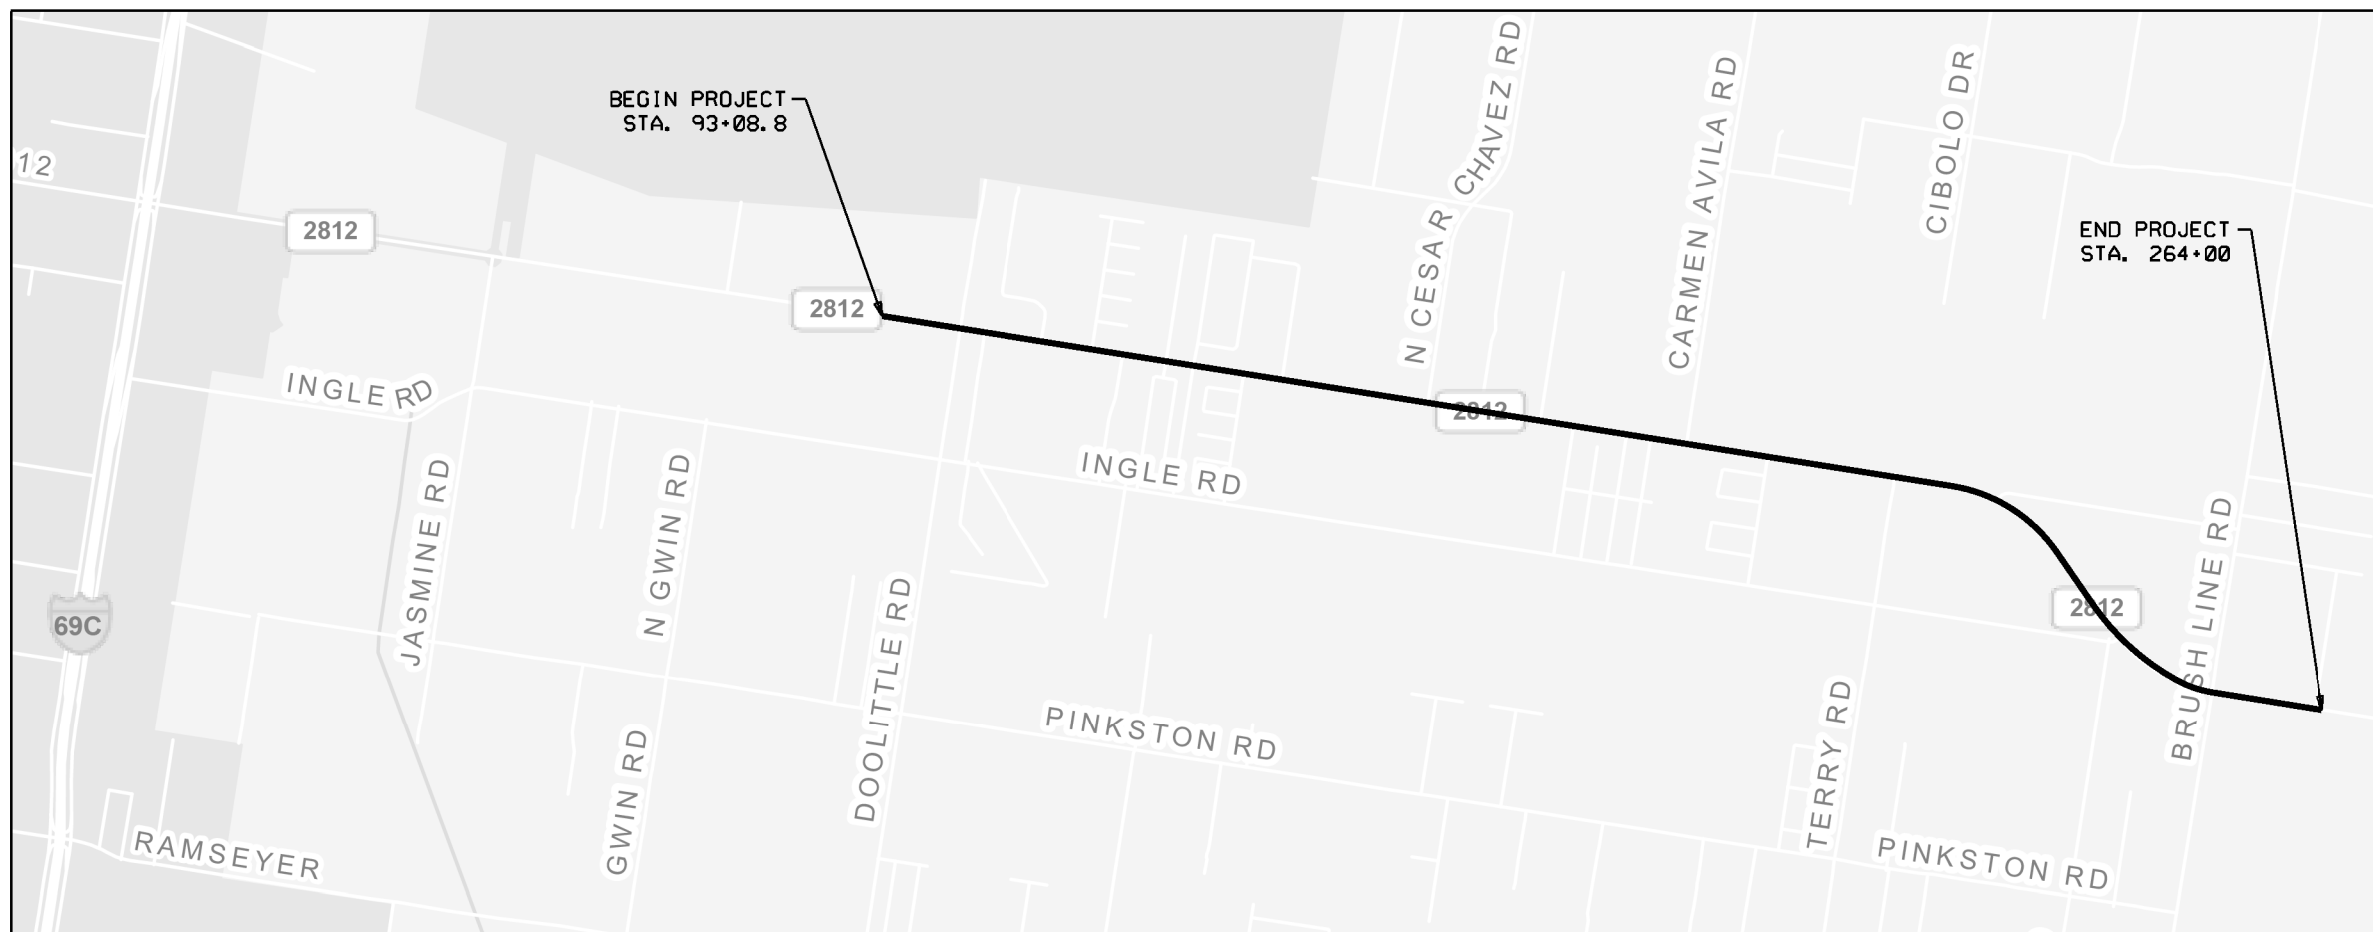 BEGIN PROJECT
STA. 93+08.8
N CESAR CHAVEZ RD
CARMEN AVILA RD
CIBOLO DR
12
2812
END PROJECT
STA. 264+00
2812
2812
INGLE RD
INGLE RD
JASMINE RD
N GWIN RD
DOOLITTLE RD
BRUSH LINE RD
2812
69C
PINKSTON RD
TERRY RD
GWIN RD
RAMSEYER
PINKSTON RD